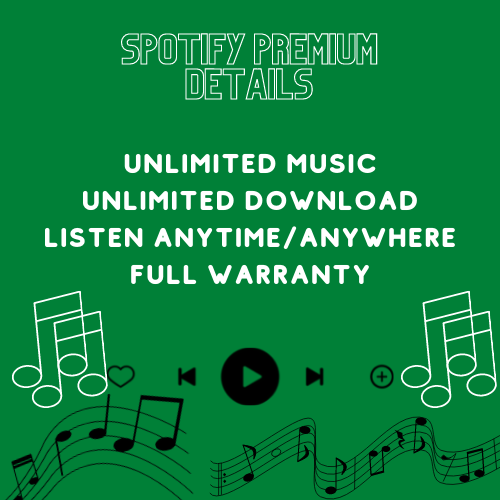 SPOTIFY PREMIUM
DETAILS
UNLIMITED MUSIC
UNLIMITED DOWNLOAD
LISTEN ANYTIME/ANYWHERE
FULL WARRANTY